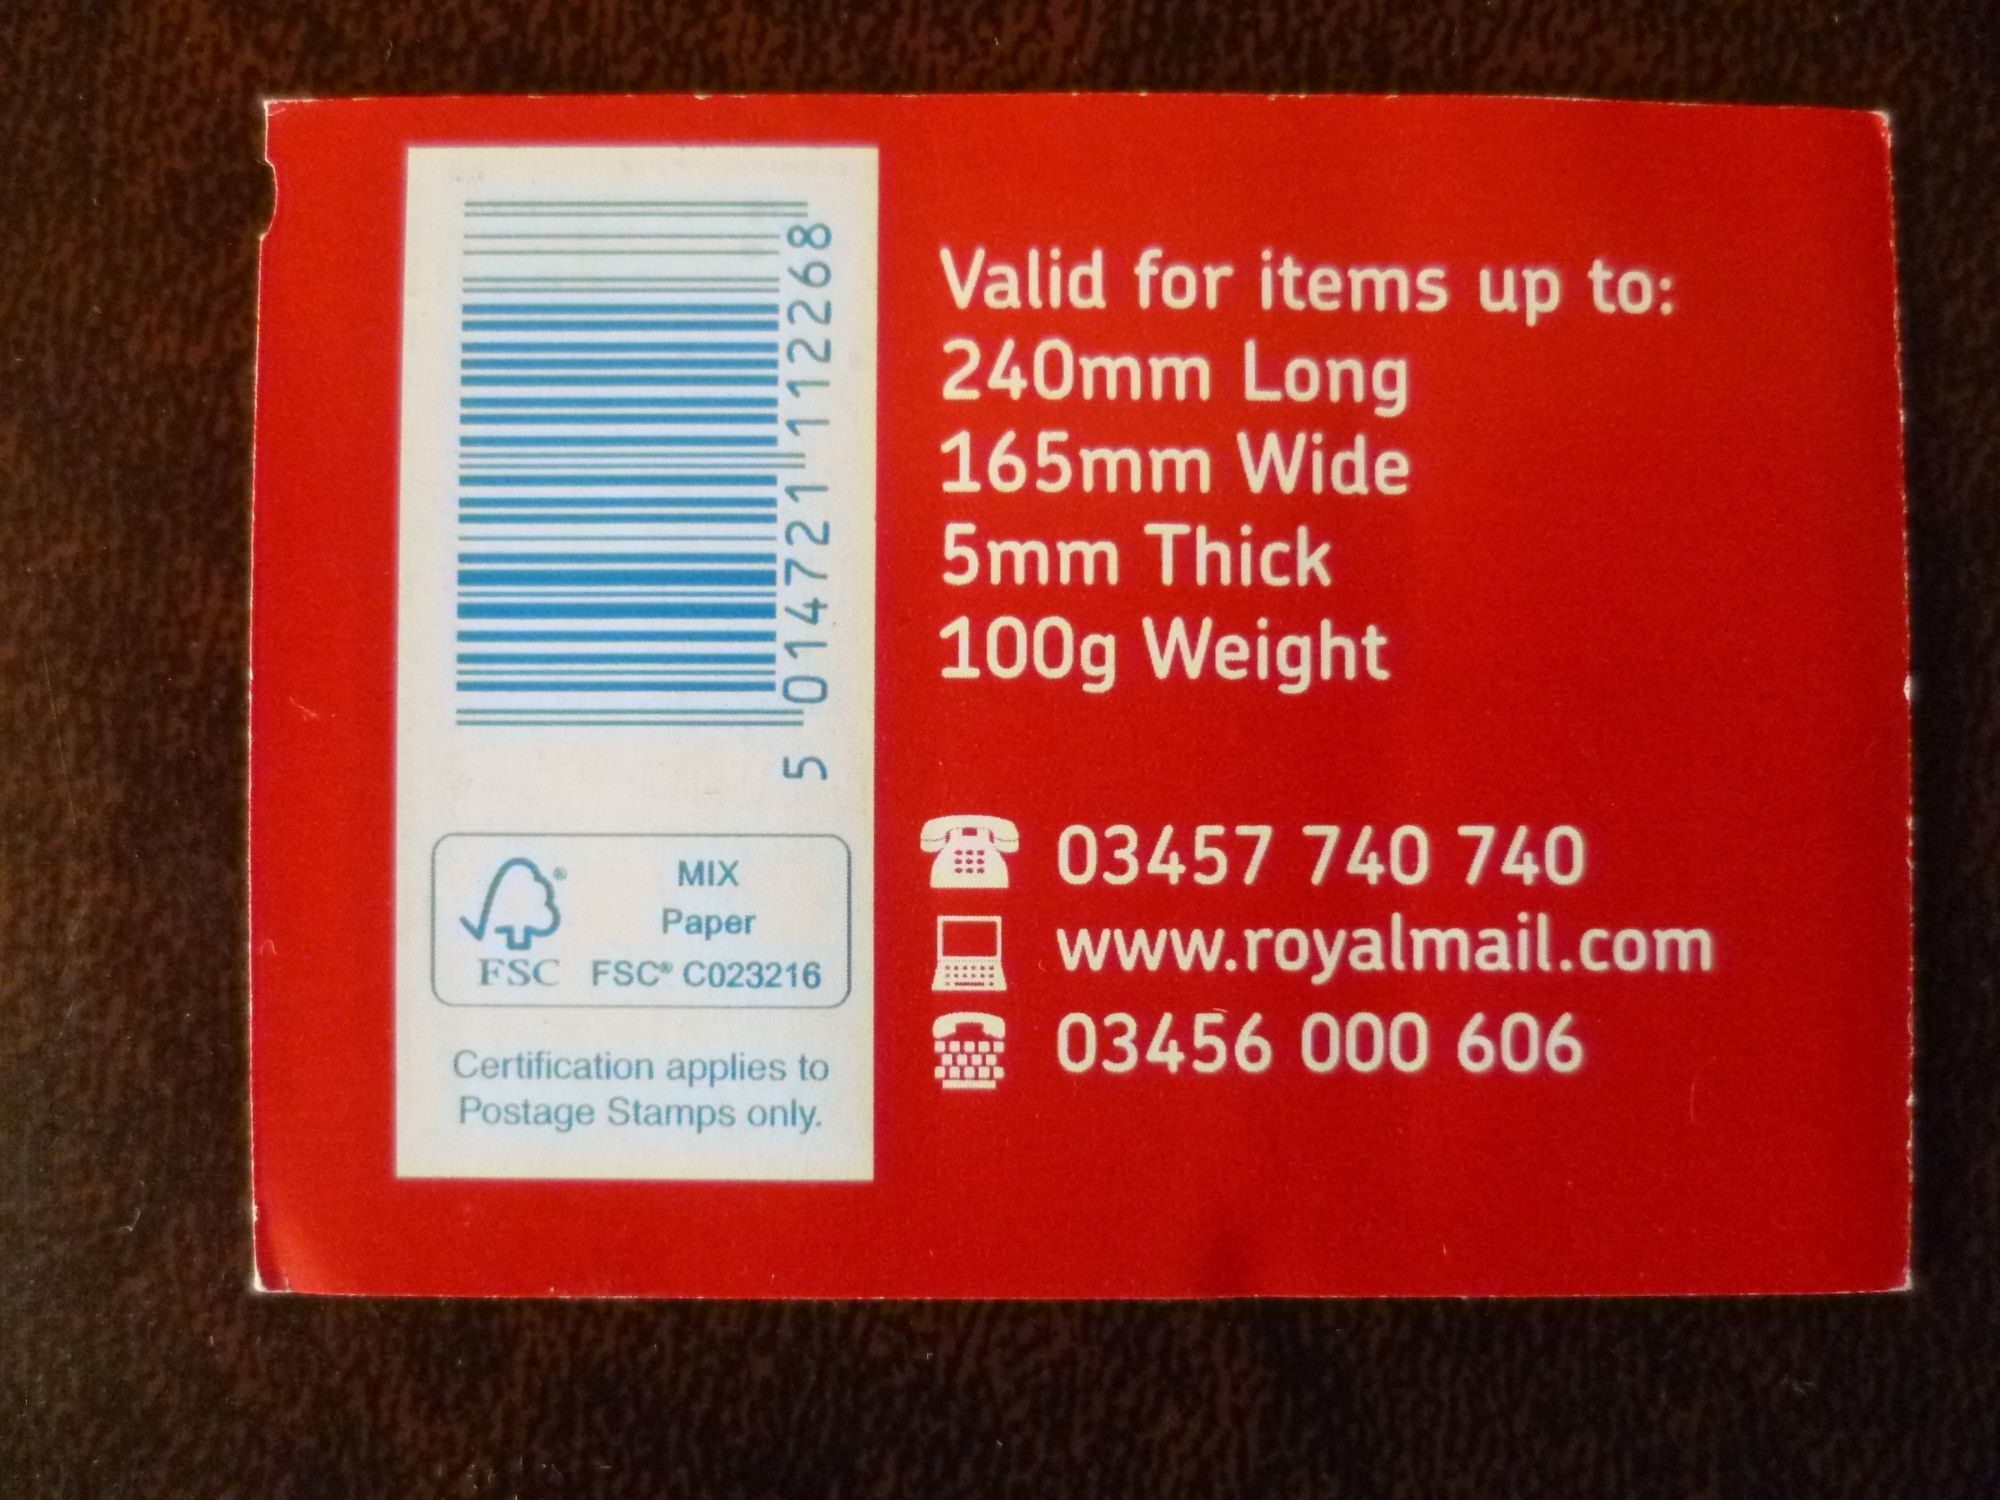 5 014721 112268
MIX
Paper
FSC® C023216
®
FSC
Certification applies to
Postage Stamps only.
Valid for items up to:
240mm Long
165mm Wide
5mm Thick
100g Weight
03457 740 740
www.royalmail.com
03456 000 606